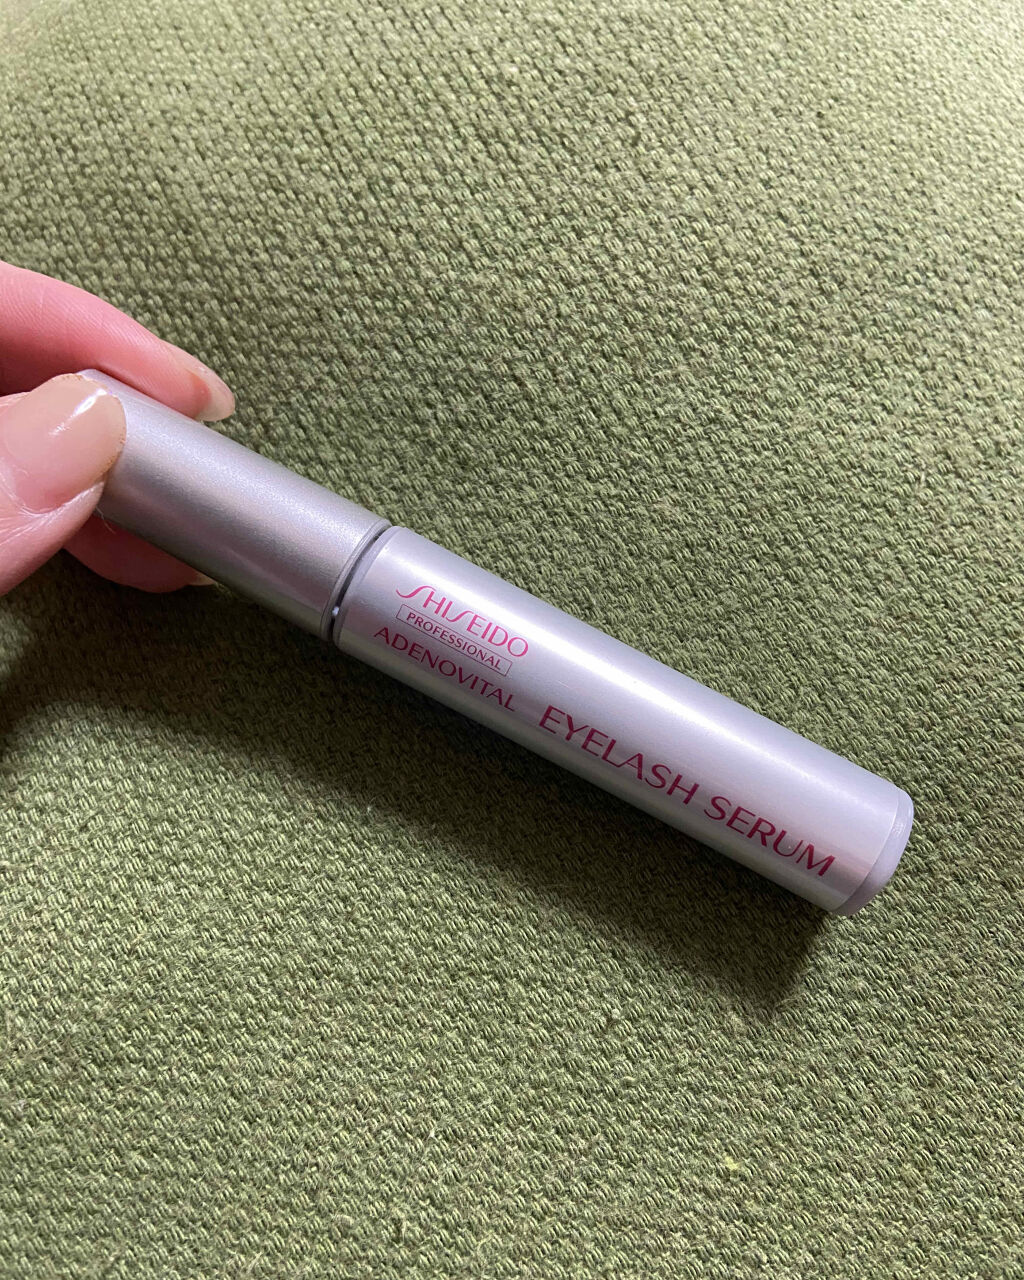 SHISEIDO
PROFESSIONAL
ADENOVITAL EYELASH SERUM